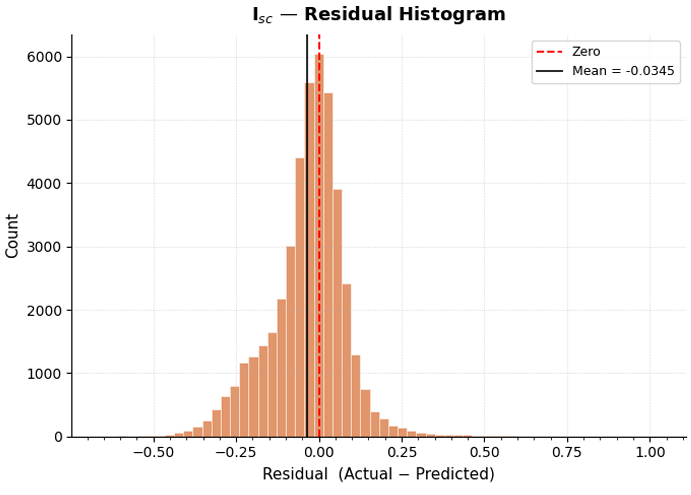 I_sc — Residual Histogram
Zero
Mean = -0.0345
Count
6000
5000
4000
3000
2000
1000
0
−0.50 −0.25 0.00 0.25 0.50 0.75 1.00
Residual (Actual − Predicted)